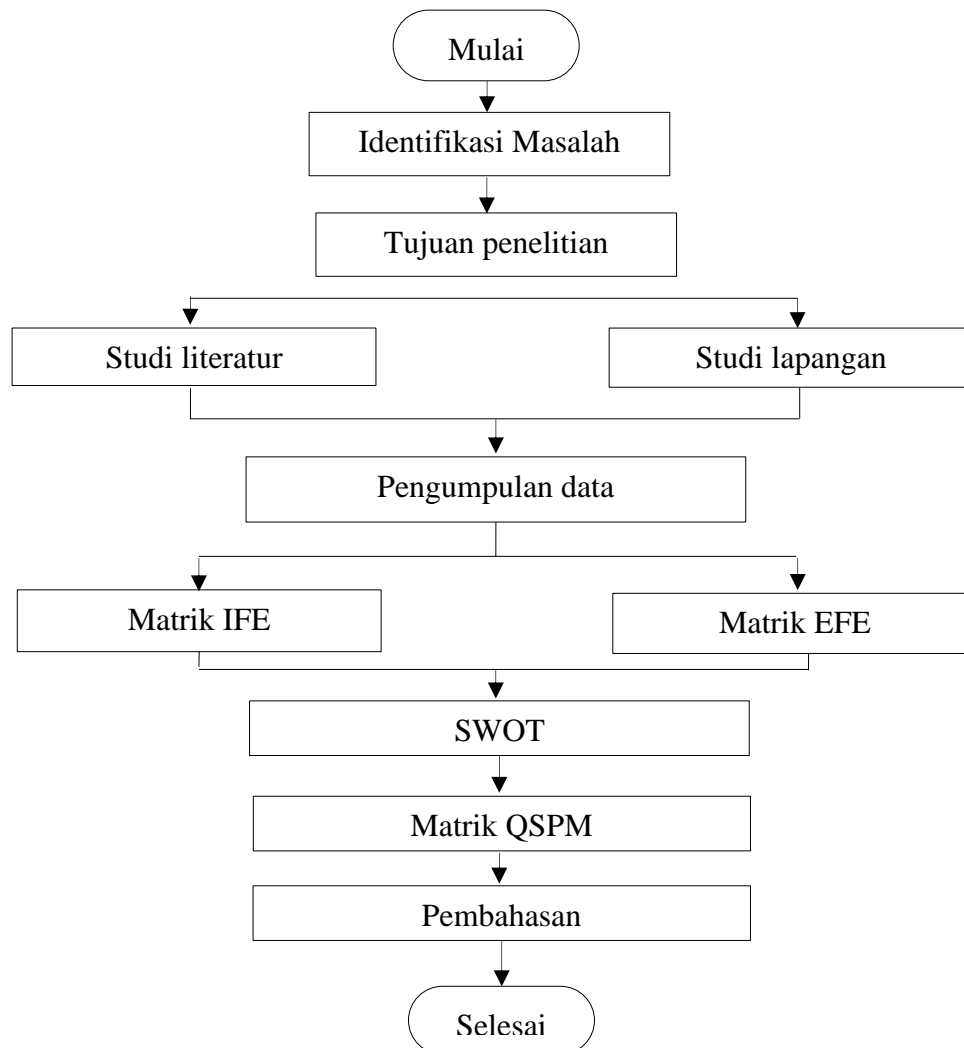 Mulai
Identifikasi Masalah
Tujuan penelitian
Studi literatur
Studi lapangan
Pengumpulan data
Matrik IFE
Matrik EFE
SWOT
Matrik QSPM
Pembahasan
Selesai